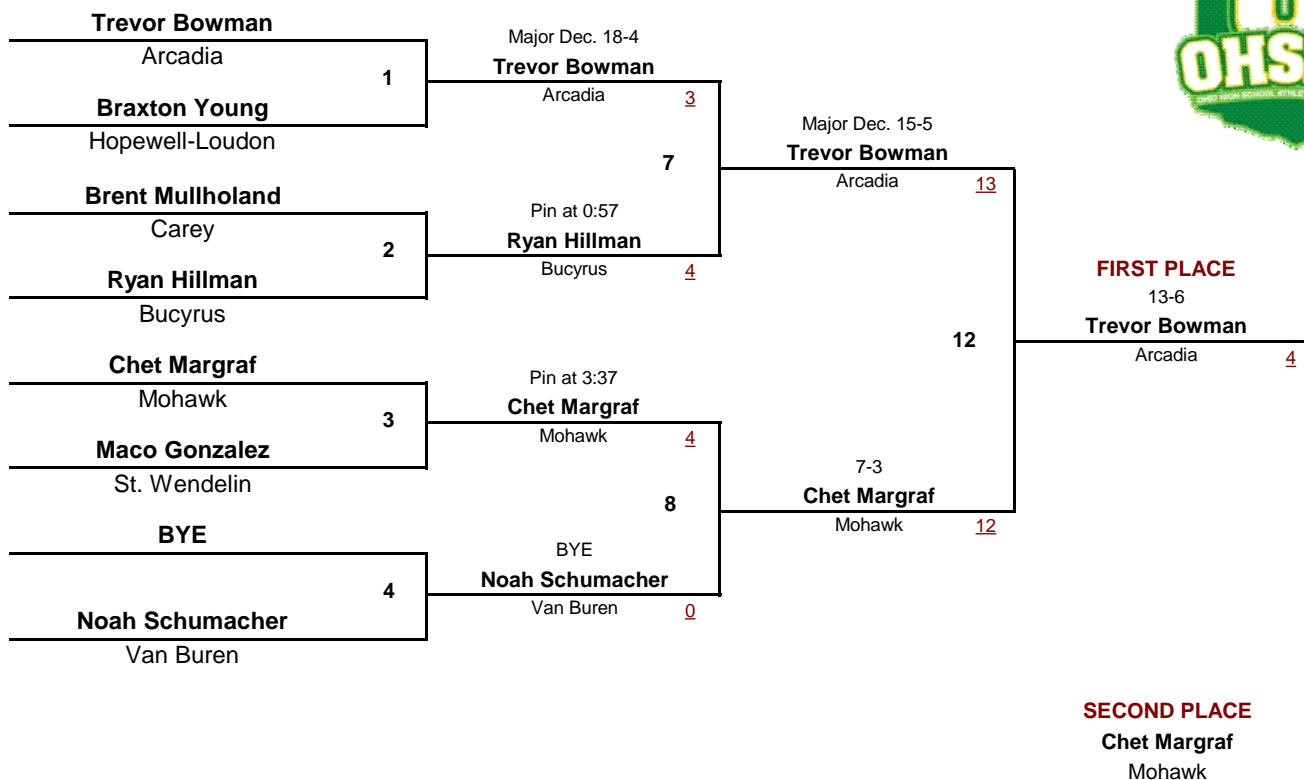 Trevor Bowman
Arcadia
1
Braxton Young
Hopewell-Loudon
Brent Mullholand
Carey
2
Ryan Hillman
Bucyrus
Chet Margraf
Mohawk
3
Maco Gonzalez
St. Wendelin
BYE
4
Noah Schumacher
Van Buren
Major Dec. 18-4
Trevor Bowman
Arcadia 3
7
Pin at 0:57
Ryan Hillman
Bucyrus 4
Pin at 3:37
Chet Margraf
Mohawk 4
8
BYE
Noah Schumacher
Van Buren 0
Major Dec. 15-5
Trevor Bowman
Arcadia 13
12
7-3
Chet Margraf
Mohawk 12
FIRST PLACE
13-6
Trevor Bowman
Arcadia 4
SECOND PLACE
Chet Margraf
Mohawk
OHS
OHIO HIGH SCHOOL